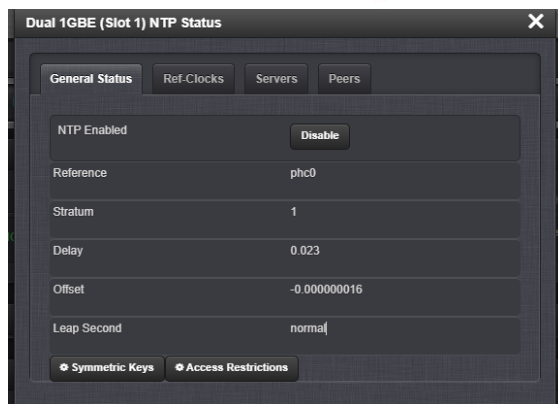 Dual 1GBE (Slot 1) NTP Status
General Status Ref-Clocks Servers Peers
NTP Enabled Disable
Reference phc0
Stratum 1
Delay 0.023
Offset -0.000000016
Leap Second normal
Symmetric Keys Access Restrictions